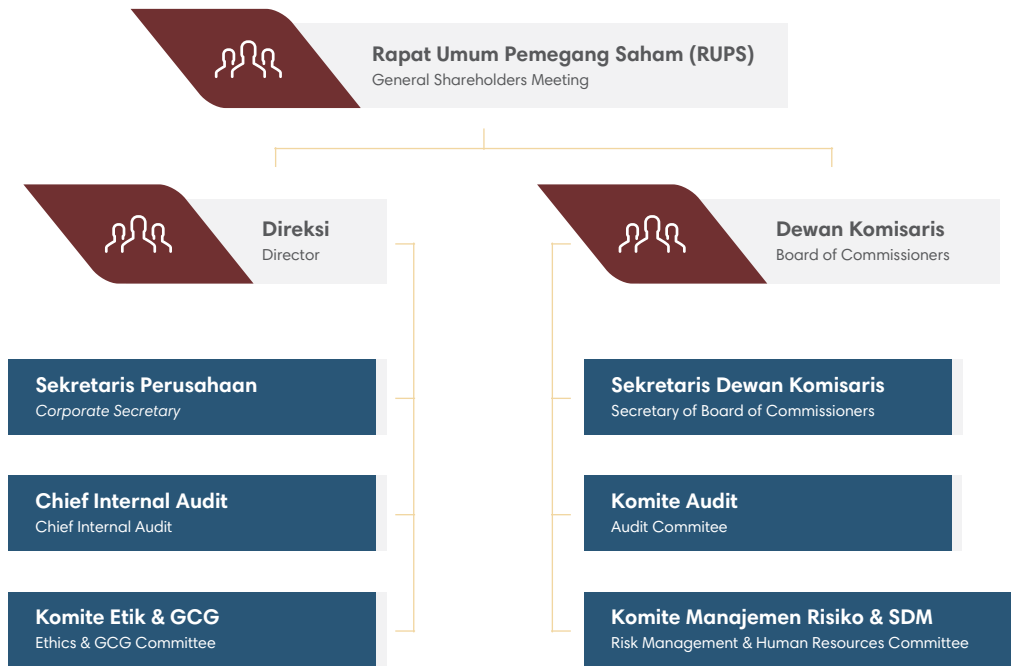 Rapat Umum Pemegang Saham (RUPS)
General Shareholders Meeting
Direksi
Director
Dewan Komisaris
Board of Commissioners
Sekretaris Perusahaan
Corporate Secretary
Sekretaris Dewan Komisaris
Secretary of Board of Commissioners
Chief Internal Audit
Chief Internal Audit
Komite Audit
Audit Commitee
Komite Etik & GCG
Ethics & GCG Committee
Komite Manajemen Risiko & SDM
Risk Management & Human Resources Committee